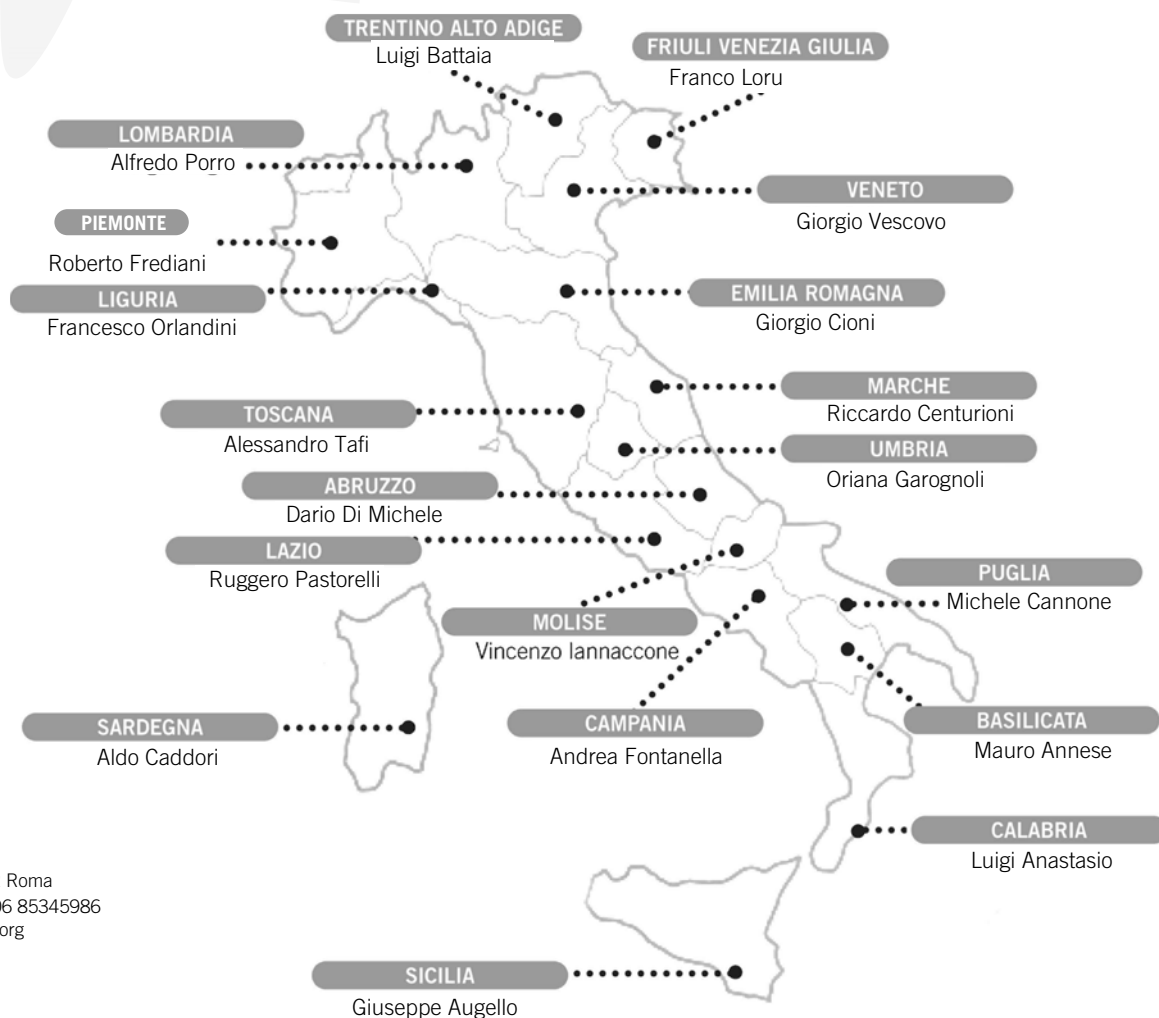 TRENTINO ALTO ADIGE
Luigi Battaia
FRIULI VENEZIA GIULIA
Franco Loru
LOMBARDIA
Alfredo Porro
VENETO
Giorgio Vescovo
PIEMONTE
Roberto Frediani
LIGURIA
Francesco Orlandini
EMILIA ROMAGNA
Giorgio Cioni
MARCHE
Riccardo Centurioni
TOSCANA
Alessandro Tafi
UMBRIA
Oriana Garognoli
ABRUZZO
Dario Di Michele
LAZIO
Ruggero Pastorelli
PUGLIA
Michele Cannone
MOLISE
Vincenzo Iannaccone
SARDEGNA
Aldo Caddori
CAMPANIA
Andrea Fontanella
BASILICATA
Mauro Annese
CALABRIA
Luigi Anastasio
Roma
06 85345986
org
SICILIA
Giuseppe Augello